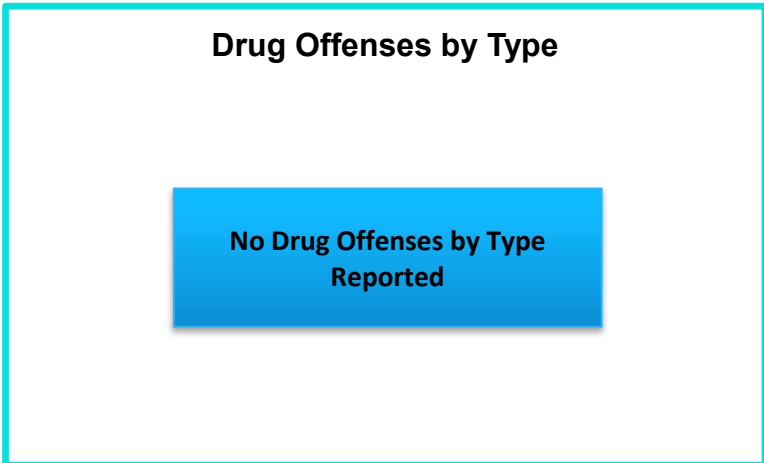 Drug Offenses by Type
No Drug Offenses by Type
Reported